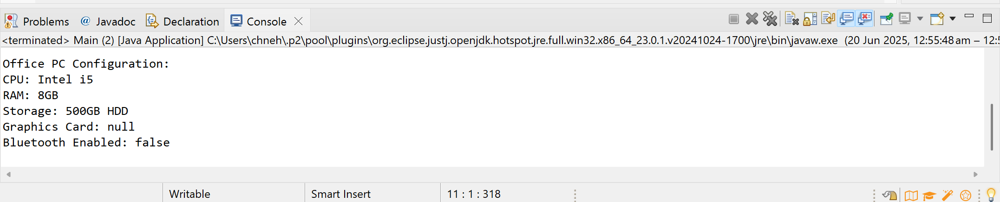 Problems @ Javadoc Declaration Console
<terminated> Main (2) [Java Application] C:\Users\chneh\.p2\pool\plugins\org.eclipse.justj.openjdk.hotspot.jre.full.win32.x86_64_23.0.1.v20241024-1700\jre\bin\javaw.exe (20 Jun 2025, 12:55:48 am – 12:5
Office PC Configuration:
CPU: Intel i5
RAM: 8GB
Storage: 500GB HDD
Graphics Card: null
Bluetooth Enabled: false
Writable Smart Insert 11 : 1 : 318